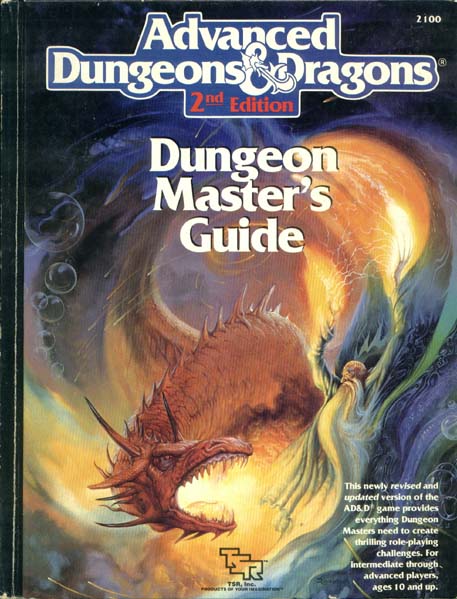 2100
Advanced
Dungeons & Dragons®
2nd Edition
Dungeon
Master's
Guide
This newly revised and
updated version of the
AD&D® game provides
everything Dungeon
Masters need to create
thrilling role-playing
challenges. For
intermediate through
advanced players,
ages 10 and up.
TSR
TSR, Inc.
PRODUCTS OF YOUR IMAGINATION™